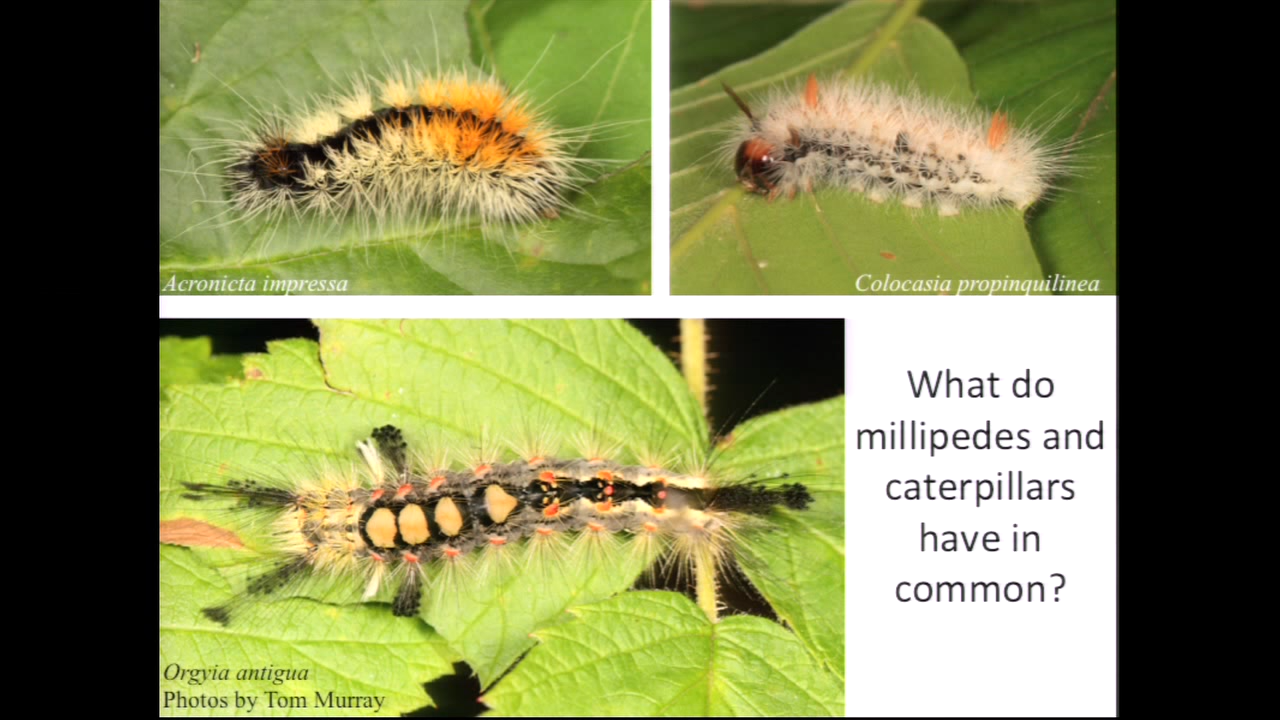 Acronicta impressa
Colocasia propinquilinea
What do
millipedes and
caterpillars
have in
common?
Orgyia antigua
Photos by Tom Murray